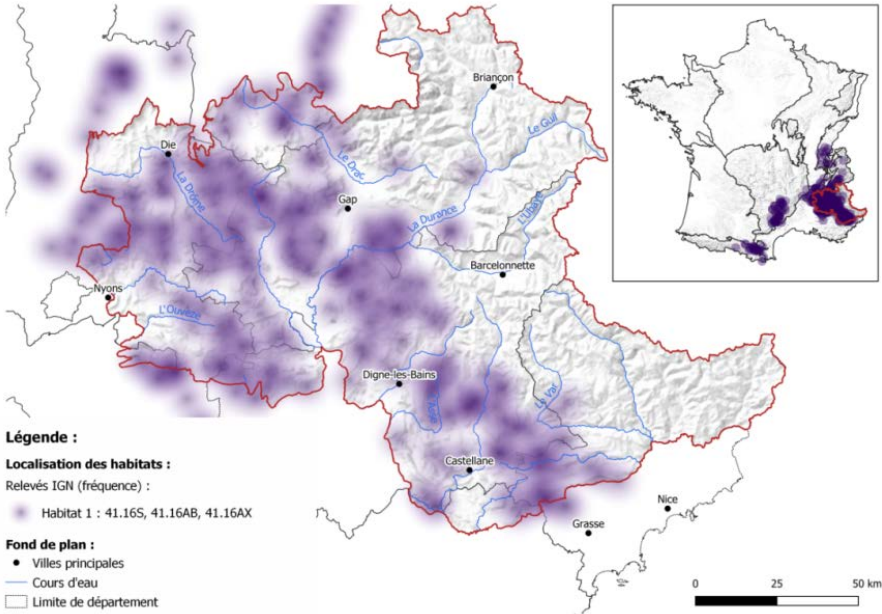 Briançon
Le Guil
Die
Le Drac
La Drôme
Gap
La Durance
L'Ubaye
Barcelonnette
Nyons
L'Ouvèze
Digne-les-Bains
L'Asse
Le Var
Castellane
Nice
Grasse
Légende :
Localisation des habitats :
Relevés IGN (fréquence) :
Habitat 1 : 41.16S, 41.16AB, 41.16AX
Fond de plan :
Villes principales
Cours d'eau
Limite de département
0 25 50 km